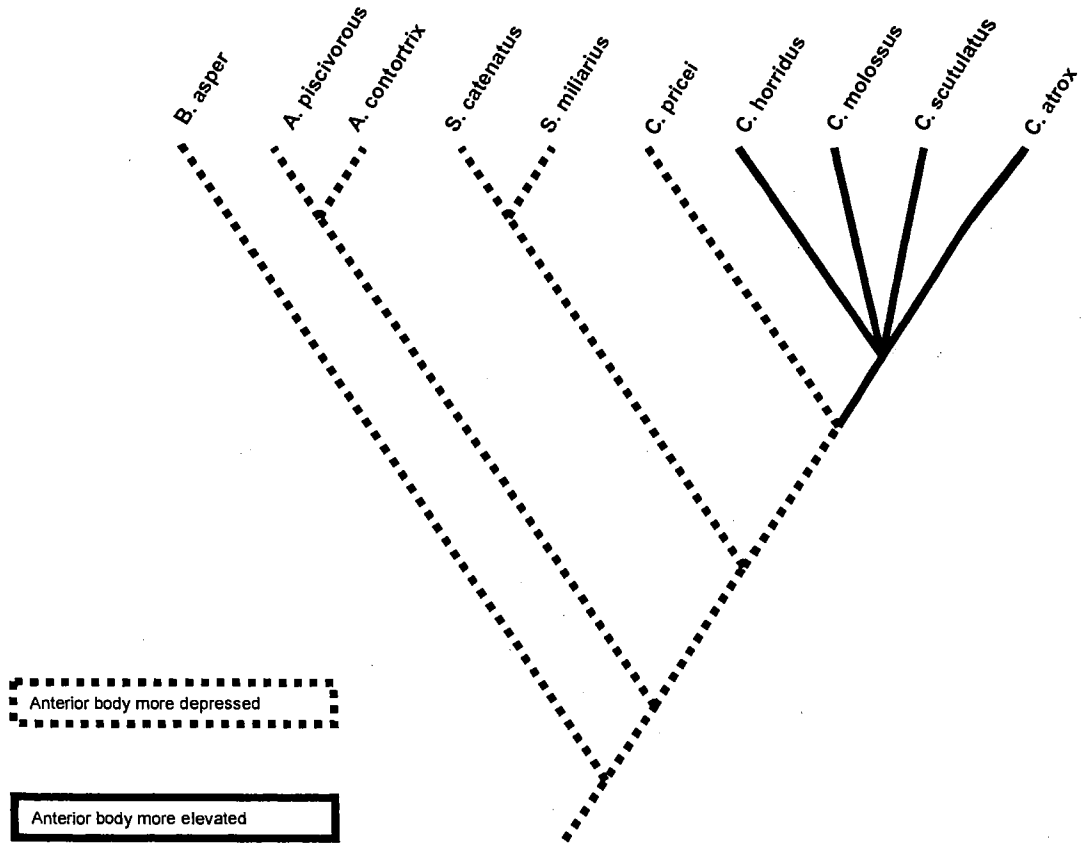 B. asper
A. piscivorous
A. contortrix
S. catenatus
S. miliarius
C. pricei
C. horridus
C. molossus
C. scutulatus
C. atrox
Anterior body more depressed
Anterior body more elevated